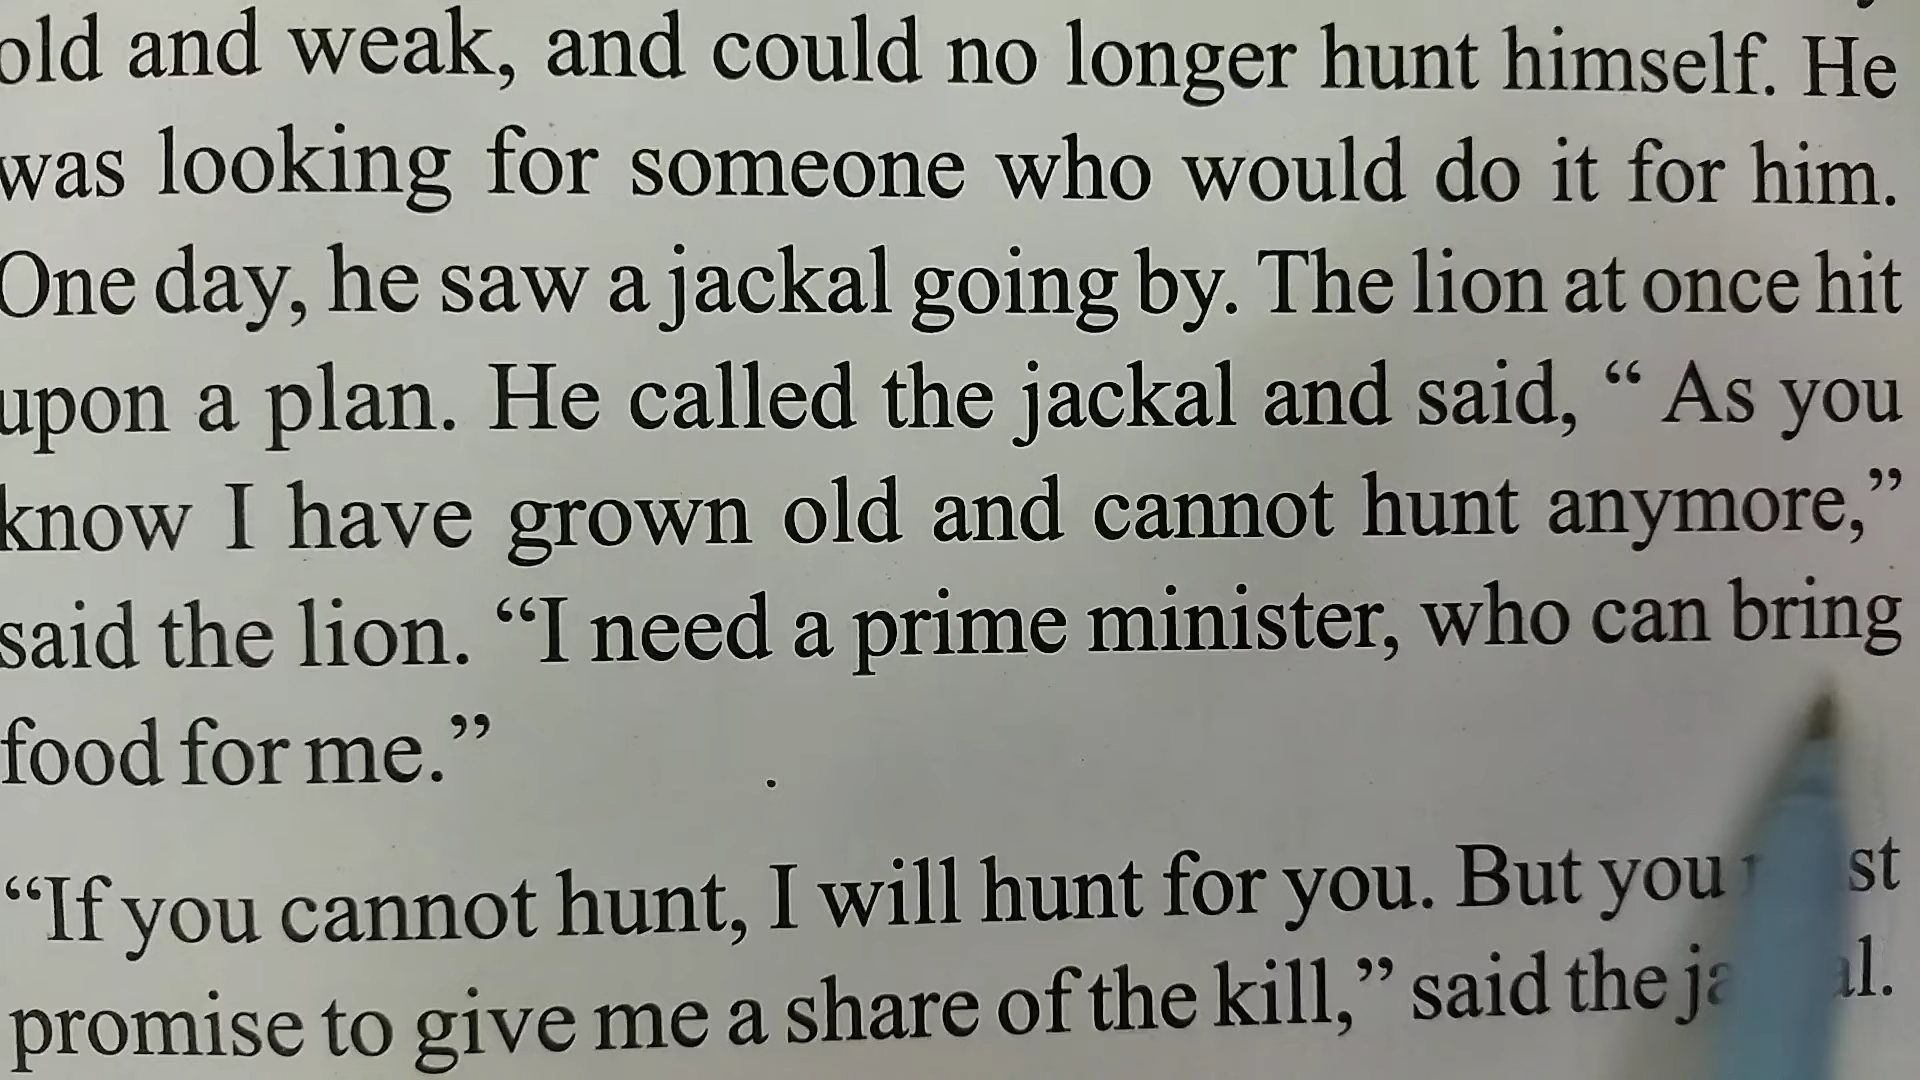 old and weak, and could no longer hunt himself. He
was looking for someone who would do it for him.
One day, he saw a jackal going by. The lion at once hit
upon a plan. He called the jackal and said, “ As you
know I have grown old and cannot hunt anymore,”
said the lion. “I need a prime minister, who can bring
food for me.”
“If you cannot hunt, I will hunt for you. But you
promise to give me a share of the kill,” said the